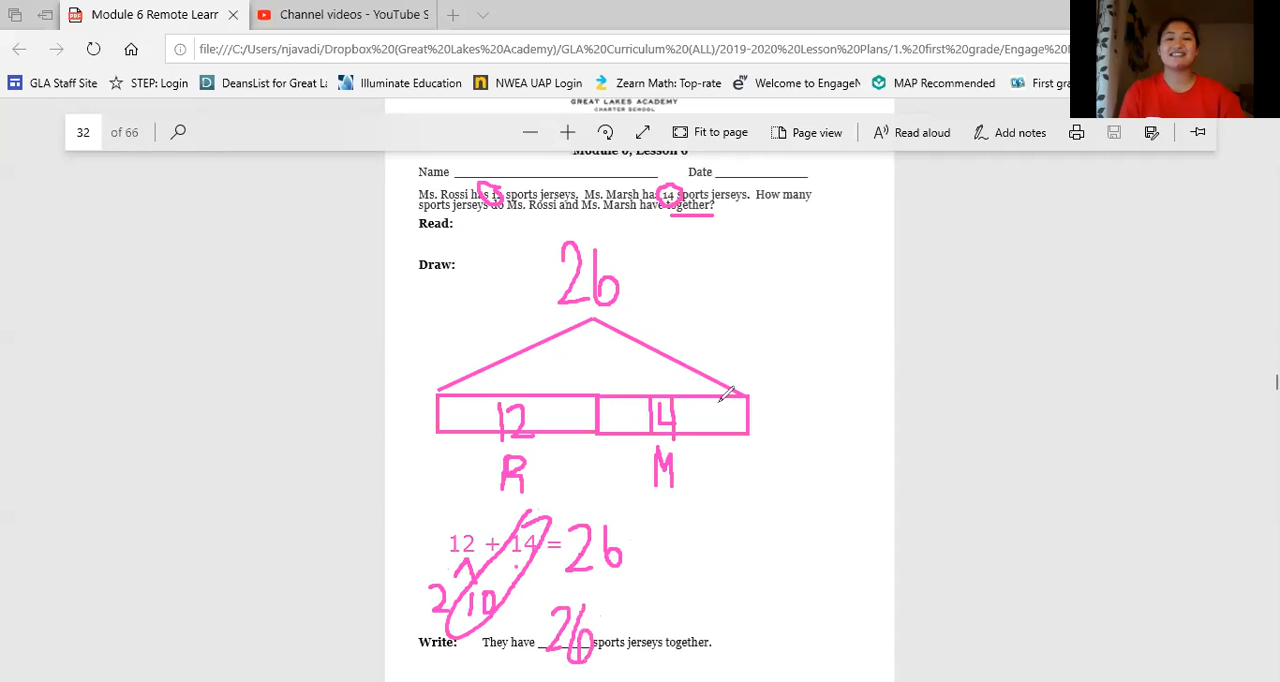 Module 6 Remote Learn
Channel videos - YouTube S
file:///C:/Users/njavadi/Dropbox%20(Great%20Lakes%20Academy)/GLA%20Curriculum%20(ALL)/2019-2020%20Lesson%20Plans/1.%20first%20grade/Engage%20
GLA Staff Site
STEP: Login
DeansList for Great L
Illuminate Education
NWEA UAP Login
Zearn Math: Top-rate
Welcome to EngageN
MAP Recommended
First gra
GREAT LAKES ACADEMY
CHARTER SCHOOL
32 of 66
Fit to page
Page view
Read aloud
Add notes
Module 6, Lesson 6
Name Date
Ms. Rossi has 12 sports jerseys. Ms. Marsh has 14 sports jerseys. How many
sports jerseys do Ms. Rossi and Ms. Marsh have together?
Read:
Draw:
26
12 14
R M
12 + 14 = 26
2 10
Write: They have 26 sports jerseys together.